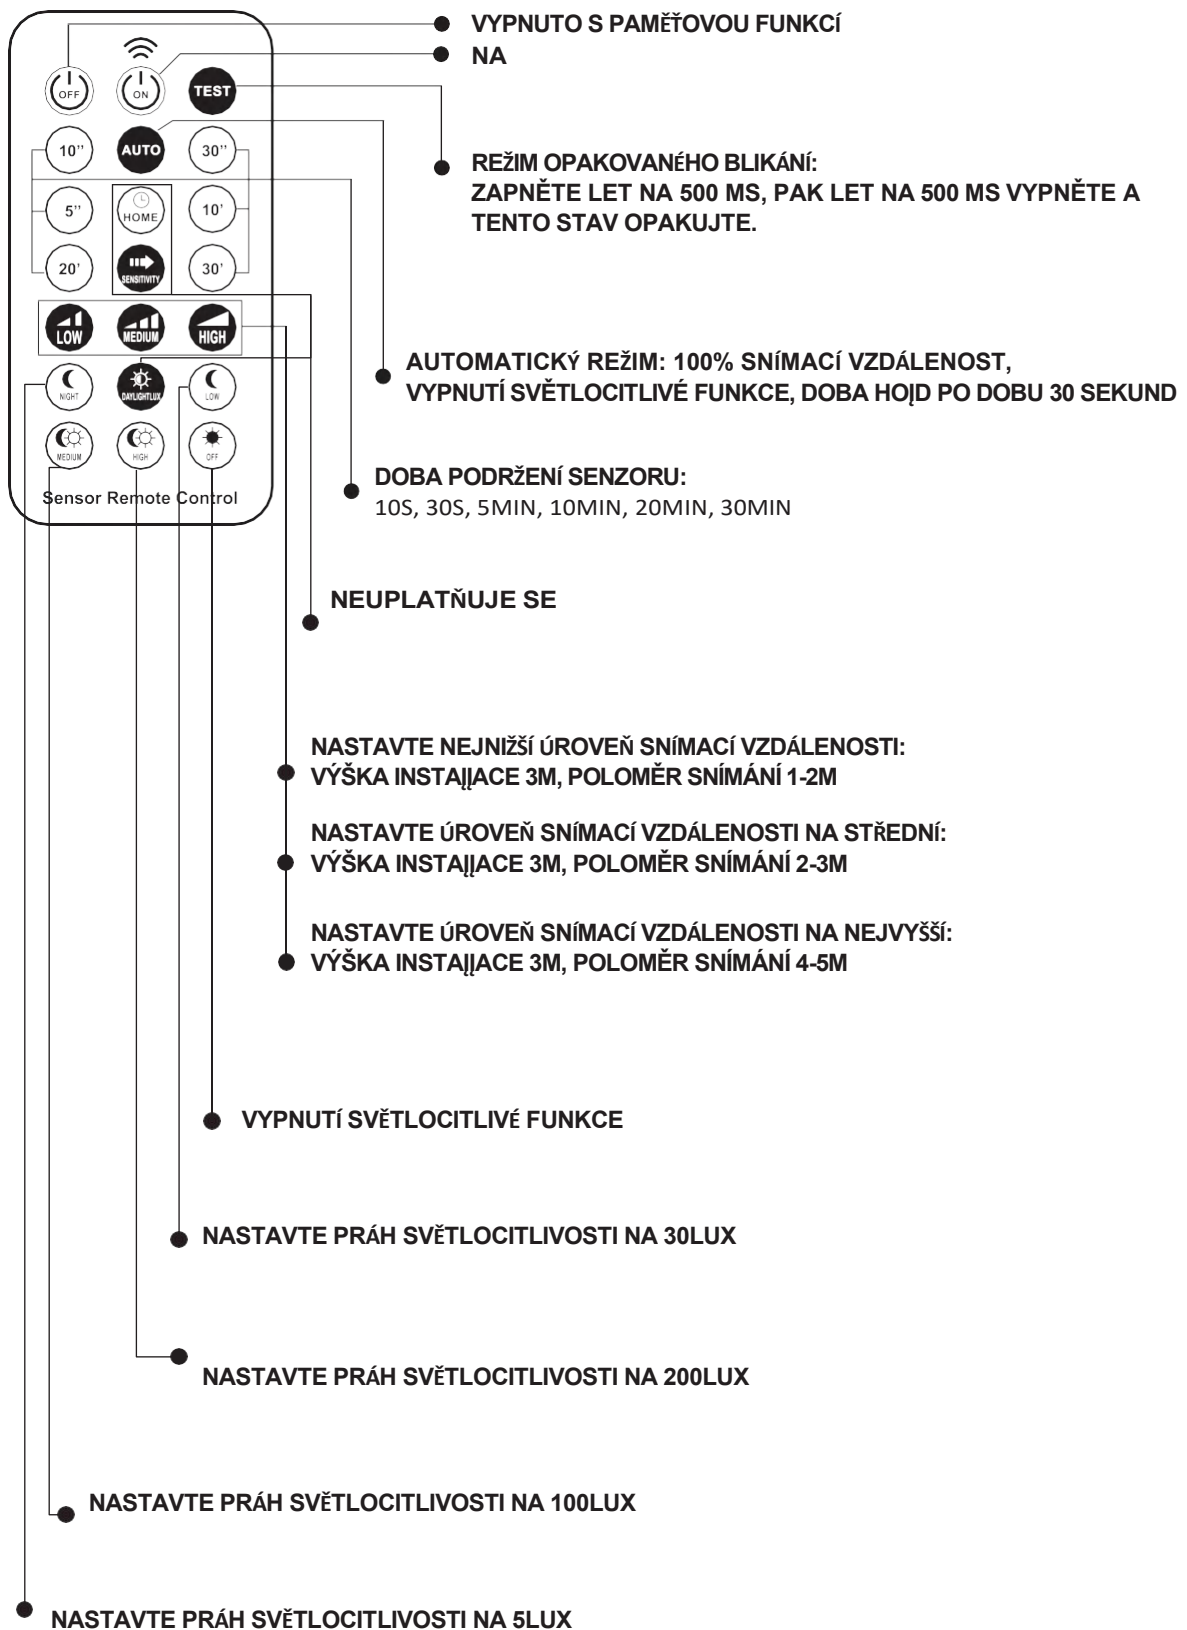 VYPNUTO S PAMĚŤOVOU FUNKCÍ
NA
OFF
ON
TEST
10''
AUTO
30''
REŽIM OPAKOVANÉHO BLIKÁNÍ:
ZAPNĚTE LET NA 500 MS, PAK LET NA 500 MS VYPNĚTE A
TENTO STAV OPAKUJTE.
5''
HOME
10'
20'
SENSITIVITY
30'
LOW
MEDIUM
HIGH
AUTOMATICKÝ REŽIM: 100% SNÍMACÍ VZDÁLENOST,
VYPNUTÍ SVĚTLOCITLIVÉ FUNKCE, DOBA HOĮD PO DOBU 30 SEKUND
NIGHT
DAYLIGHTLUX
LOW
MEDIUM
HIGH
OFF
Sensor Remote Control
DOBA PODRŽENÍ SENZORU:
10S, 30S, 5MIN, 10MIN, 20MIN, 30MIN
NEUPLATŇUJE SE
NASTAVTE NEJNIŽŠÍ ÚROVEŇ SNÍMACÍ VZDÁLENOSTI:
VÝŠKA INSTAĮĮACE 3M, POLOMĚR SNÍMÁNÍ 1-2M
NASTAVTE ÚROVEŇ SNÍMACÍ VZDÁLENOSTI NA STŘEDNÍ:
VÝŠKA INSTAĮĮACE 3M, POLOMĚR SNÍMÁNÍ 2-3M
NASTAVTE ÚROVEŇ SNÍMACÍ VZDÁLENOSTI NA NEJVYŠŠÍ:
VÝŠKA INSTAĮĮACE 3M, POLOMĚR SNÍMÁNÍ 4-5M
VYPNUTÍ SVĚTLOCITLIVÉ FUNKCE
NASTAVTE PRÁH SVĚTLOCITLIVOSTI NA 30LUX
NASTAVTE PRÁH SVĚTLOCITLIVOSTI NA 200LUX
NASTAVTE PRÁH SVĚTLOCITLIVOSTI NA 100LUX
NASTAVTE PRÁH SVĚTLOCITLIVOSTI NA 5LUX